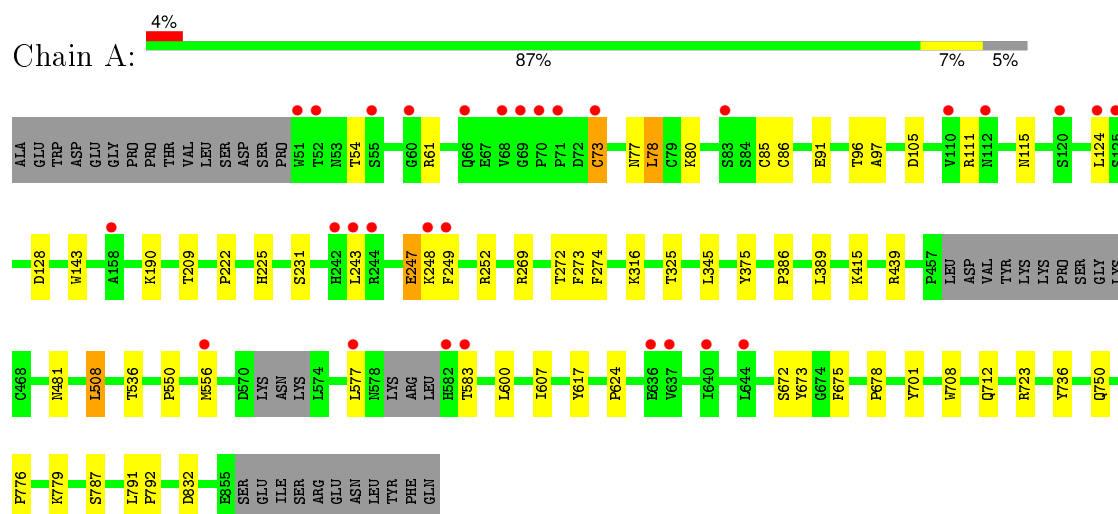 4%
Chain A:
87% 7% 5%
ALA GLU TRP ASP GLU GLY PRO PRO THR VAL LEU SER ASP SER PRO W51 T52 N53 T54 S55 G60 R61 Q66 E67 V68 G69 P70 P71 D72 C73 N77 L78 C79 K80 S83 S84 C85 C86 E91 T96 A97 D105 V110 R111 N112 N115 S120 L124 S125
D128 W143 A158 K190 T209 P222 H225 S231 H242 L243 R244 E247 K248 F249 R252 R269 T272 F273 F274 K316 T325 L345 Y375 P386 L389 K415 R439 P457 LEU ASP VAL TYR LYS LYS PRO SER GLY LYS
C468 N481 L508 T536 P550 M556 D570 LYS ASN LYS L574 L577 N578 LYS ARG LEU H582 T583 L600 I607 Y617 P624 E636 V637 I640 L644 S672 Y673 G674 F675 P678 Y701 W708 Q712 R723 Y736 Q750
P776 K779 S787 L791 P792 D832 E855 SER GLU ILE SER ARG GLU ASN LEU TYR PHE GLN